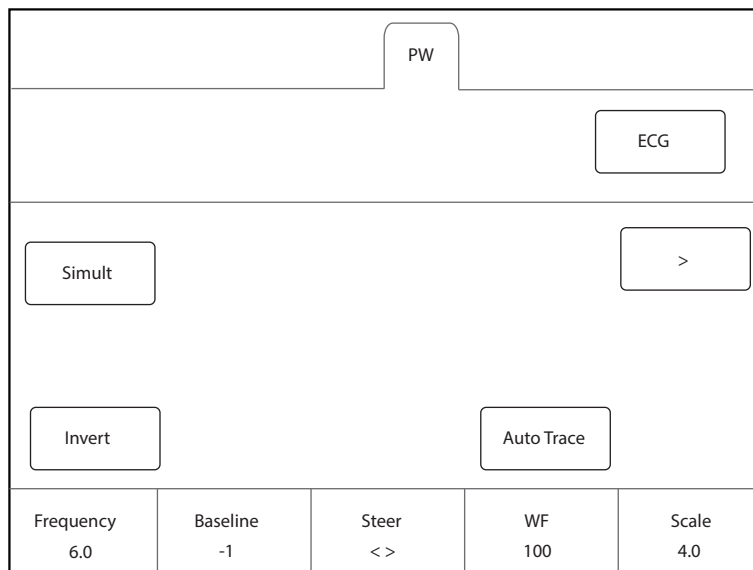 PW
ECG
Simult
>
Invert
Auto Trace
Frequency Baseline Steer WF Scale
6.0 -1 < > 100 4.0